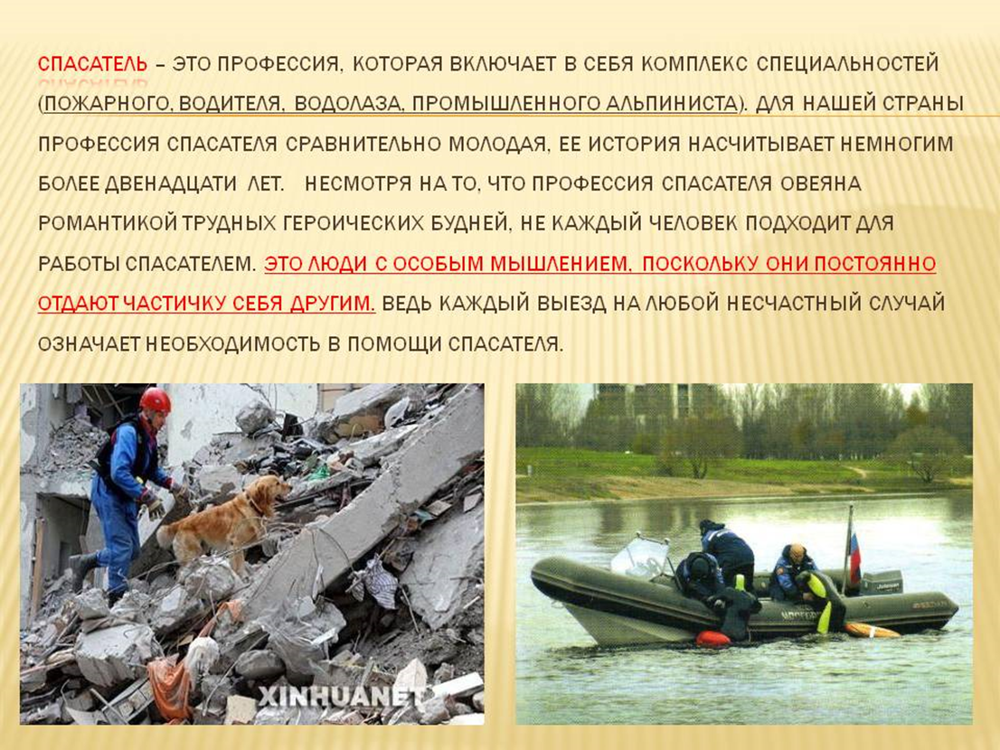 СПАСАТЕЛЬ – ЭТО ПРОФЕССИЯ, КОТОРАЯ ВКЛЮЧАЕТ В СЕБЯ КОМПЛЕКС СПЕЦИАЛЬНОСТЕЙ
(ПОЖАРНОГО, ВОДИТЕЛЯ, ВОДОЛАЗА, ПРОМЫШЛЕННОГО АЛЬПИНИСТА). ДЛЯ НАШЕЙ СТРАНЫ
ПРОФЕССИЯ СПАСАТЕЛЯ СРАВНИТЕЛЬНО МОЛОДАЯ, ЕЕ ИСТОРИЯ НАСЧИТЫВАЕТ НЕМНОГИМ
БОЛЕЕ ДВЕНАДЦАТИ ЛЕТ. НЕСМОТРЯ НА ТО, ЧТО ПРОФЕССИЯ СПАСАТЕЛЯ ОВЕЯНА
РОМАНТИКОЙ ТРУДНЫХ ГЕРОИЧЕСКИХ БУДНЕЙ, НЕ КАЖДЫЙ ЧЕЛОВЕК ПОДХОДИТ ДЛЯ
РАБОТЫ СПАСАТЕЛЕМ. ЭТО ЛЮДИ С ОСОБЫМ МЫШЛЕНИЕМ, ПОСКОЛЬКУ ОНИ ПОСТОЯННО
ОТДАЮТ ЧАСТИЧКУ СЕБЯ ДРУГИМ. ВЕДЬ КАЖДЫЙ ВЫЕЗД НА ЛЮБОЙ НЕСЧАСТНЫЙ СЛУЧАЙ
ОЗНАЧАЕТ НЕОБХОДИМОСТЬ В ПОМОЩИ СПАСАТЕЛЯ.
XINHUANET